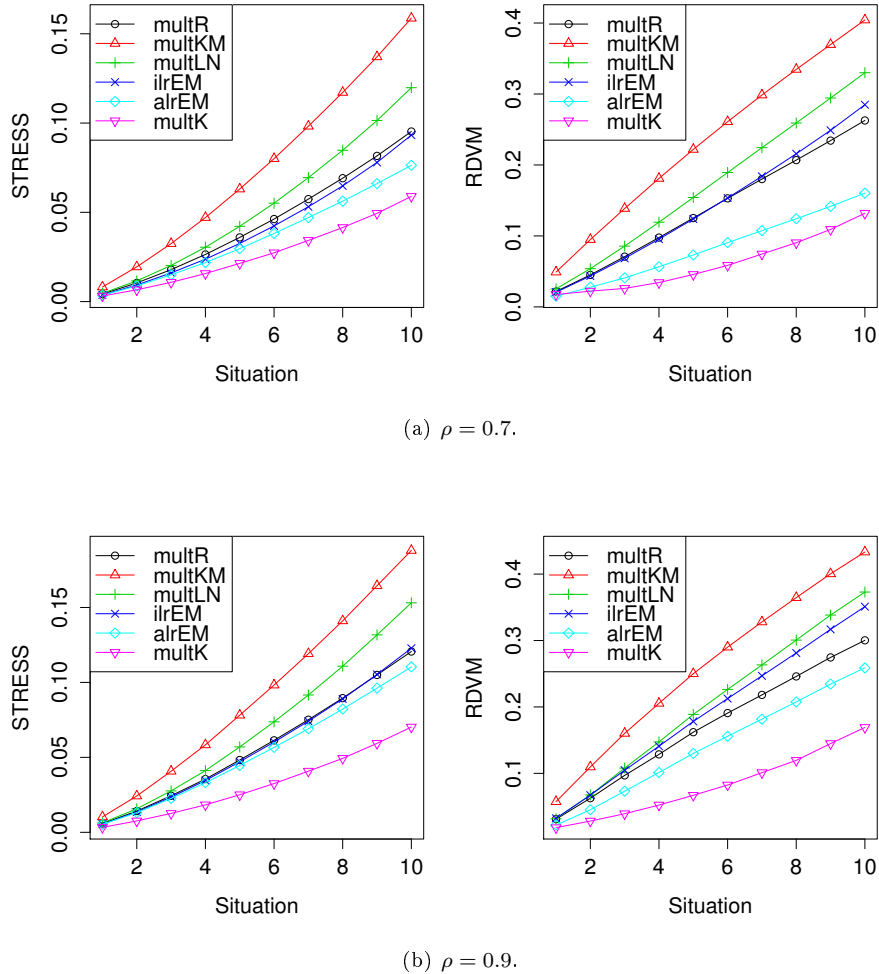 multR
multKM
multLN
ilrEM
alrEM
multK
STRESS
0.00
0.05
0.10
0.15
2 4 6 8 10
Situation
multR
multKM
multLN
ilrEM
alrEM
multK
RDVM
0.0
0.1
0.2
0.3
0.4
2 4 6 8 10
Situation
(a) ρ = 0.7.
multR
multKM
multLN
ilrEM
alrEM
multK
STRESS
0.00
0.05
0.10
0.15
2 4 6 8 10
Situation
multR
multKM
multLN
ilrEM
alrEM
multK
RDVM
0.1
0.2
0.3
0.4
2 4 6 8 10
Situation
(b) ρ = 0.9.